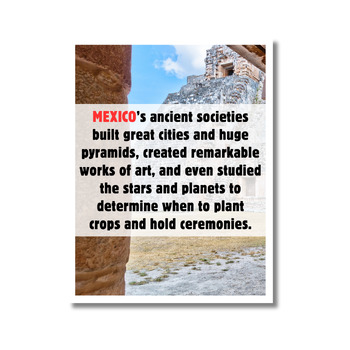 MEXICO's ancient societies
built great cities and huge
pyramids, created remarkable
works of art, and even studied
the stars and planets to
determine when to plant
crops and hold ceremonies.